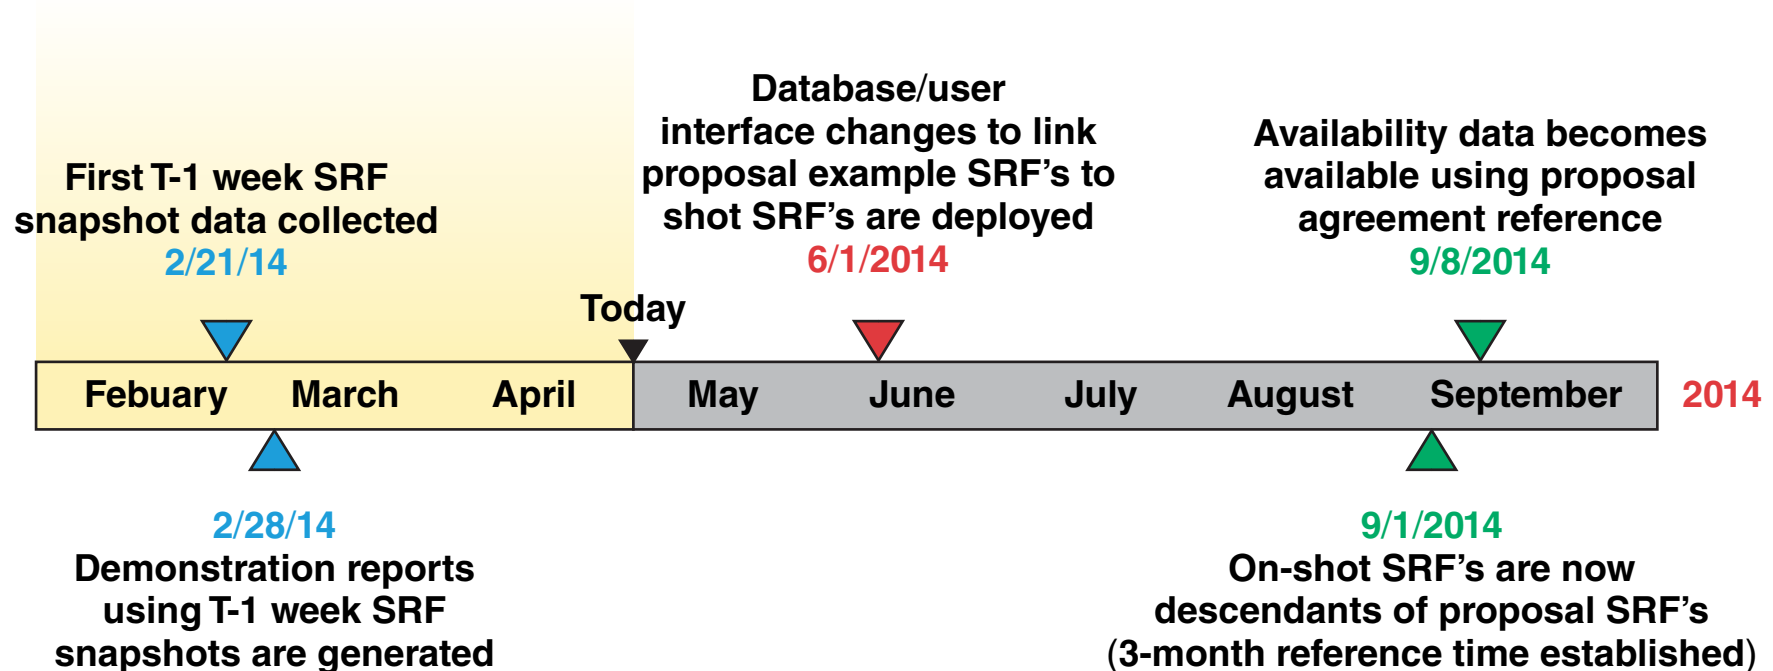 First T-1 week SRF
snapshot data collected
2/21/14
Database/user
interface changes to link
proposal example SRF’s to
shot SRF’s are deployed
6/1/2014
Availability data becomes
available using proposal
agreement reference
9/8/2014
Today
Febuary March April May June July August September 2014
2/28/14
Demonstration reports
using T-1 week SRF
snapshots are generated
9/1/2014
On-shot SRF’s are now
descendants of proposal SRF’s
(3-month reference time established)